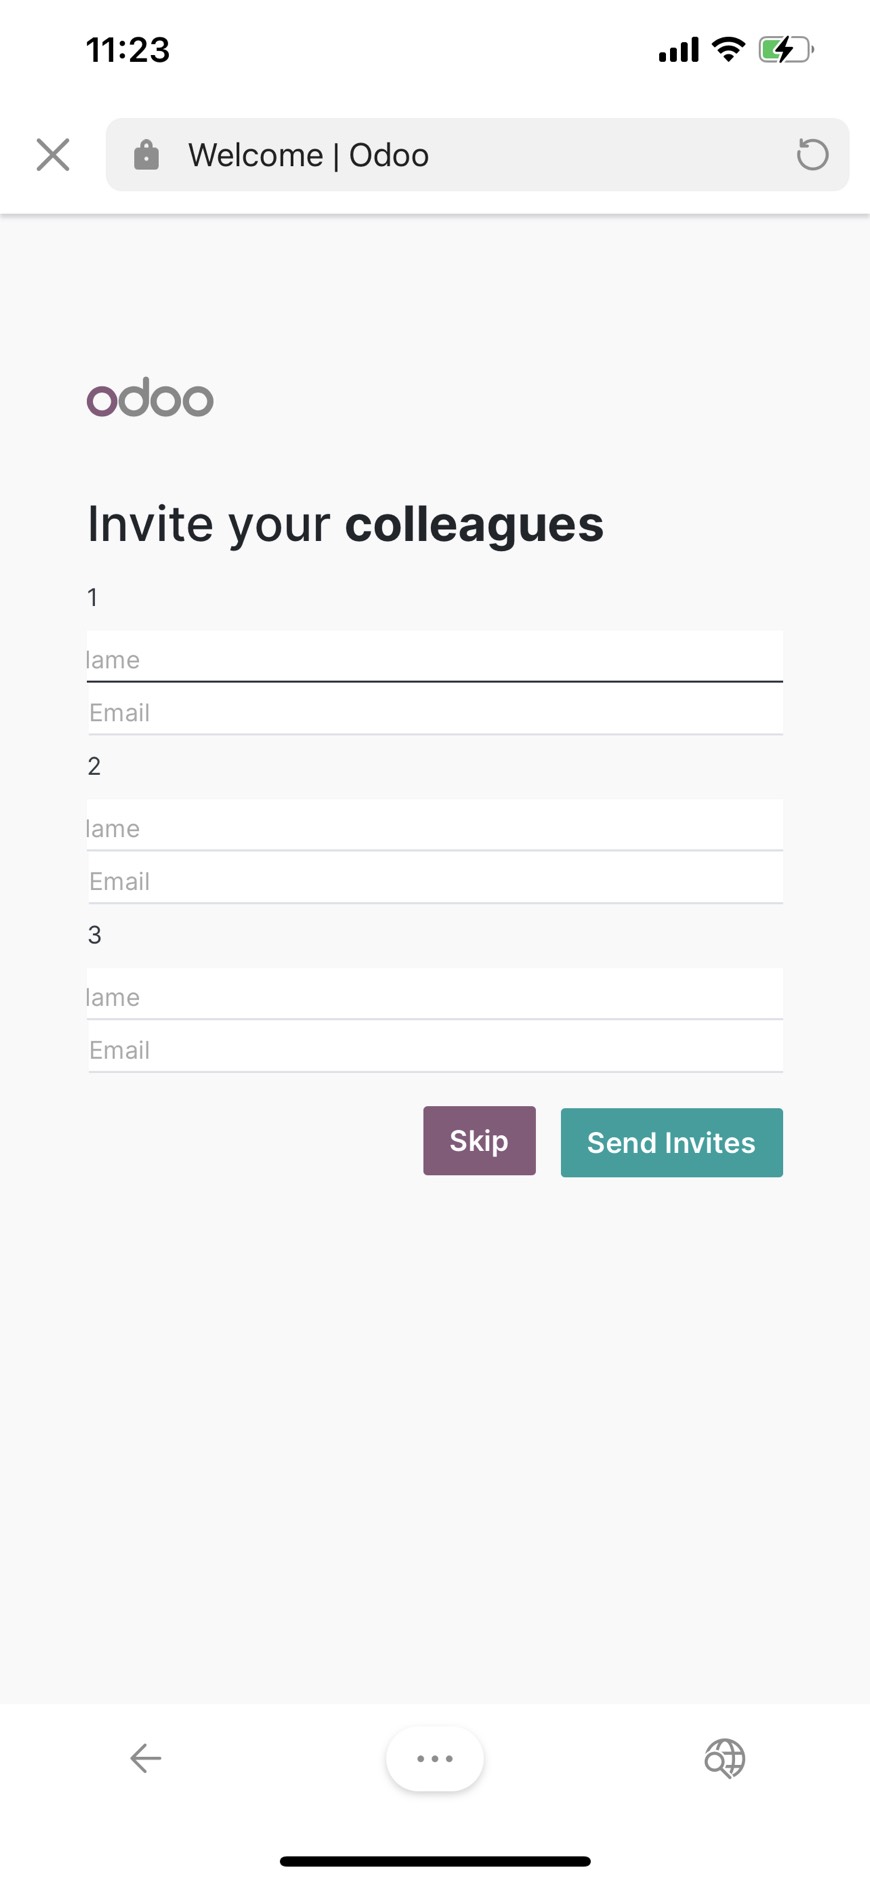 11:23
Welcome | Odoo
odoo
Invite your colleagues
1
lame
Email
2
lame
Email
3
lame
Email
Skip
Send Invites